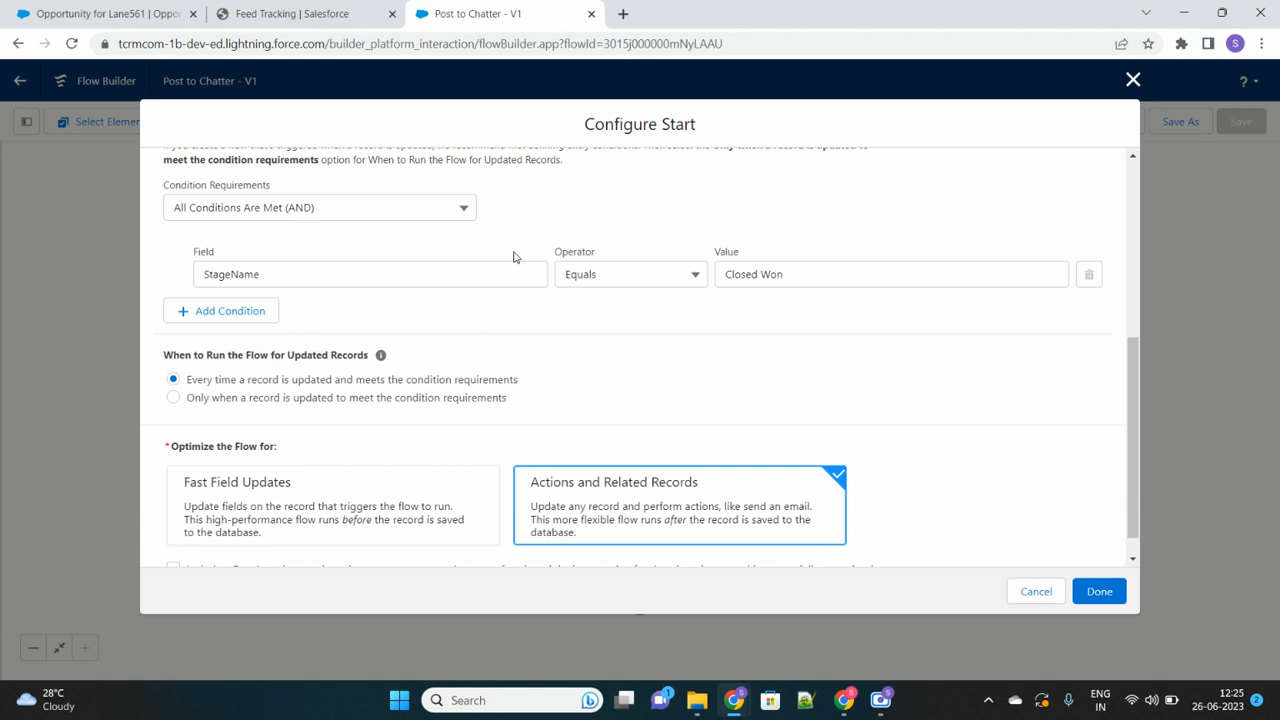 Opportunity for Lane561 | Oppor
Feed Tracking | Salesforce
Post to Chatter - V1
tcrmcom-1b-dev-ed.lightning.force.com/builder_platform_interaction/flowBuilder.app?flowId=3015j000000mNyLAAU
S
Flow Builder
Post to Chatter - V1
?
Select Elemen
Save As
Save
Configure Start
meet the condition requirements option for When to Run the Flow for Updated Records.
Condition Requirements
All Conditions Are Met (AND)
Field
Operator
Value
StageName
Equals
Closed Won
+ Add Condition
When to Run the Flow for Updated Records
Every time a record is updated and meets the condition requirements
Only when a record is updated to meet the condition requirements
* Optimize the Flow for:
Fast Field Updates
Update fields on the record that triggers the flow to run.
This high-performance flow runs before the record is saved
to the database.
Actions and Related Records
Update any record and perform actions, like send an email.
This more flexible flow runs after the record is saved to the
database.
Cancel
Done
28°C
Cloudy
Search
1
ENG
IN
12:25
26-06-2023
2